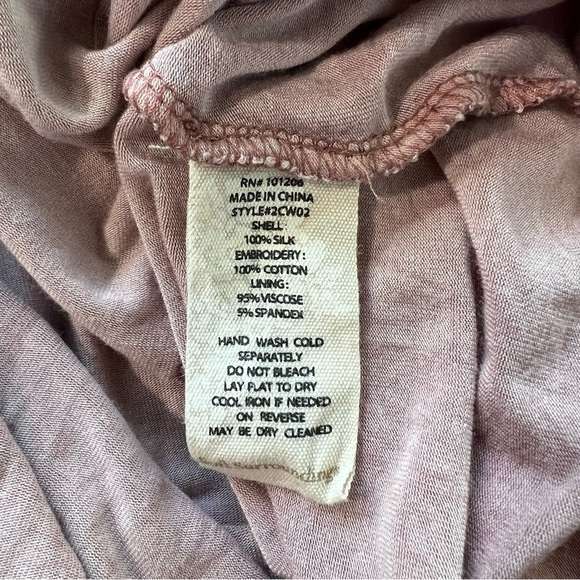 RN# 101206
MADE IN CHINA
STYLE#2CW02
SHELL:
100% SILK
EMBROIDERY:
100% COTTON
LINING:
95% VISCOSE
5% SPANDEX
HAND WASH COLD
SEPARATELY
DO NOT BLEACH
LAY FLAT TO DRY
COOL IRON IF NEEDED
ON REVERSE
MAY BE DRY CLEANED
Surroundings